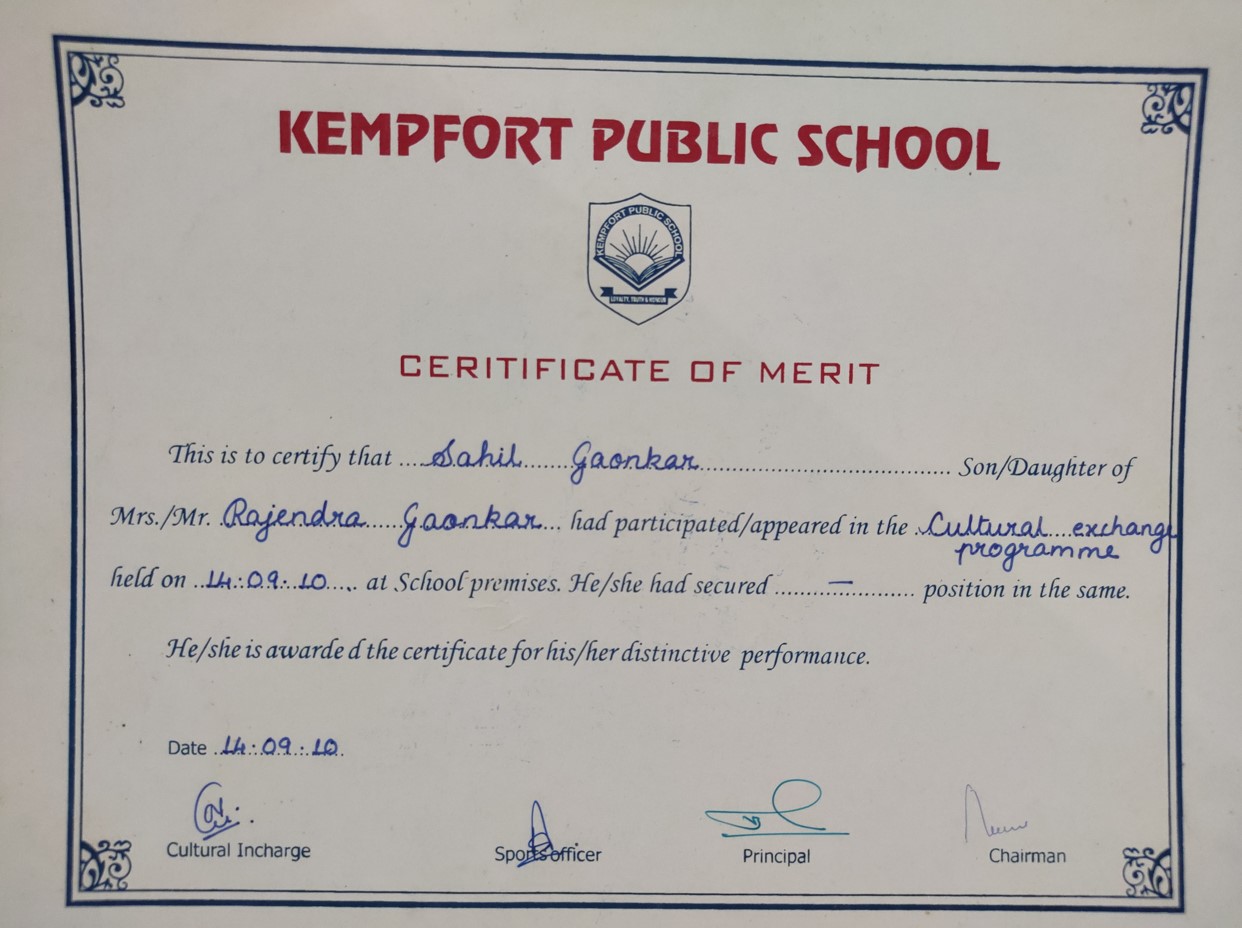 KEMPFORT PUBLIC SCHOOL
KEMPFORT PUBLIC SCHOOL
LOYALTY, TRUTH &
CERITIFICATE OF MERIT
This is to certify that ....Sahil.......Gaonkar............................................. Son/Daughter of
Mrs./Mr. Rajendra......Gaonkar... had participated/appeared in the ..Cultural....exchange
programme
held on ..14.:.09.:.10...., at School premises. He/she had secured ..........—........... position in the same.
He/she is awarde d the certificate for his/her distinctive performance.
Date ..14.:.09.:.10.
Cultural Incharge Sports officer Principal Chairman